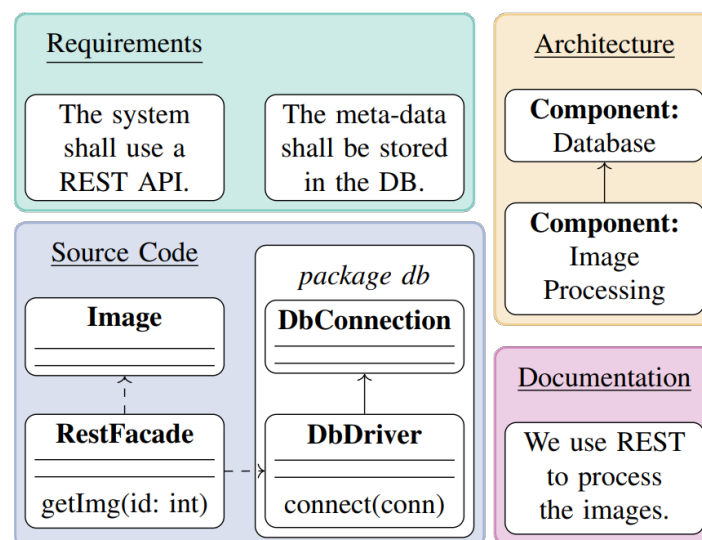 Requirements
The system
shall use a
REST API.
The meta-data
shall be stored
in the DB.
Architecture
Component:
Database
Component:
Image
Processing
Source Code
Image
RestFacade
getImg(id: int)
package db
DbConnection
DbDriver
connect(conn)
Documentation
We use REST
to process
the images.